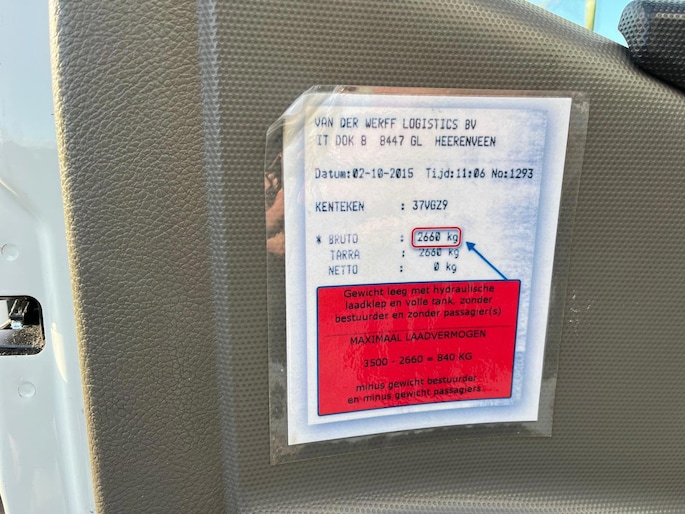 VAN DER WERFF LOGISTICS BV
IT DOK 8 8447 GL HEERENVEEN
Datum:02-10-2015 Tijd:11:06 No:1293
KENTEKEN : 37VGZ9
* BRUTO : 2660 kg
TARRA : 2660 kg
NETTO : 0 kg
Gewicht leeg met hydraulische
laadklep en volle tank, zonder
bestuurder en zonder passagier(s)
MAXIMAAL LAADVERMOGEN
3500 - 2660 = 840 KG
minus gewicht bestuurder
en minus gewicht passagiers.....